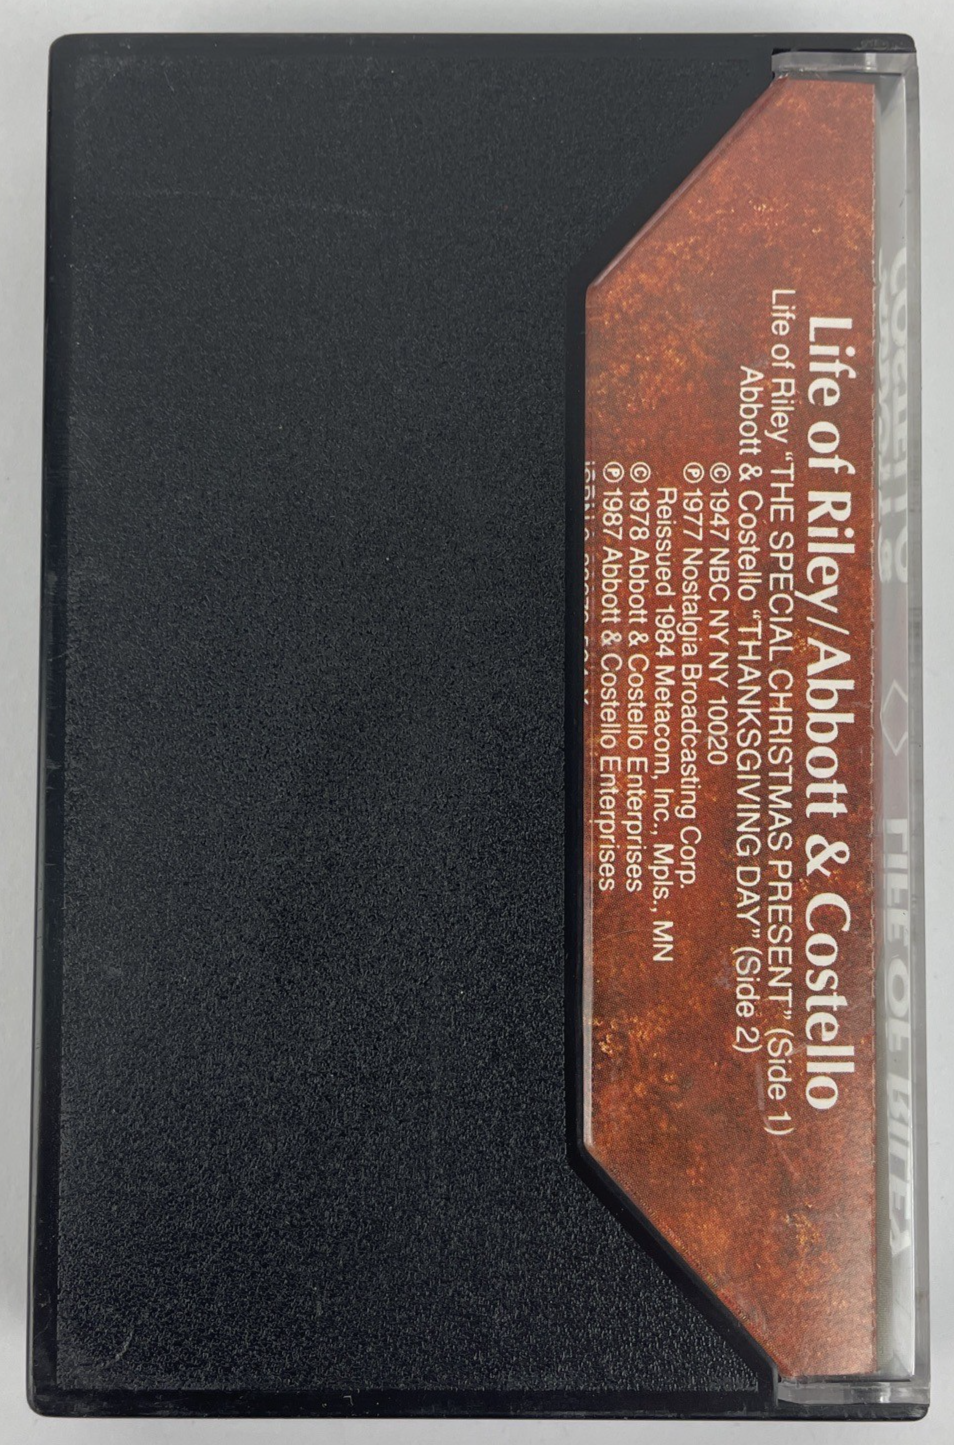 Life of Riley/Abbott & Costello
Life of Riley “THE SPECIAL CHRISTMAS PRESENT” (Side 1)
Abbott & Costello “THANKSGIVING DAY” (Side 2)
© 1947 NBC NY NY 10020
℗ 1977 Nostalgia Broadcasting Corp.
Reissued 1984 Metacom, Inc., Mpls., MN
© 1978 Abbott & Costello Enterprises
℗ 1987 Abbott & Costello Enterprises